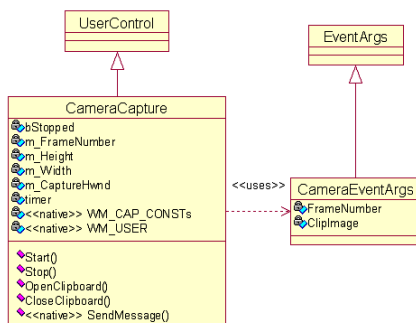 UserControl
EventArgs
CameraCapture
bStopped
m_FrameNumber
m_Height
m_Width
m_CaptureHwnd
timer
<<native>> WM_CAP_CONSTs
<<native>> WM_USER
Start()
Stop()
OpenClipboard()
CloseClipboard()
<<native>> SendMessage()
<<uses>>
CameraEventArgs
FrameNumber
ClipImage